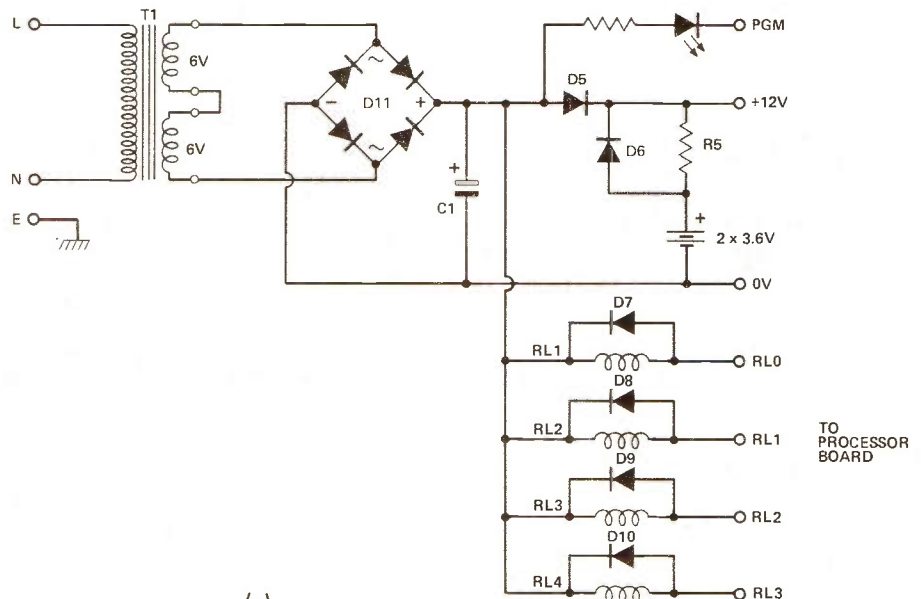 T1
L
PGM
6V
D5
~
- D11 +
+12V
D6
R5
6V
~
N
+
C1
+
2 x 3.6V
E
0V
D7
RL1
RL0
D8
RL2
RL1
TO
PROCESSOR
BOARD
D9
RL3
RL2
D10
RL4
RL3